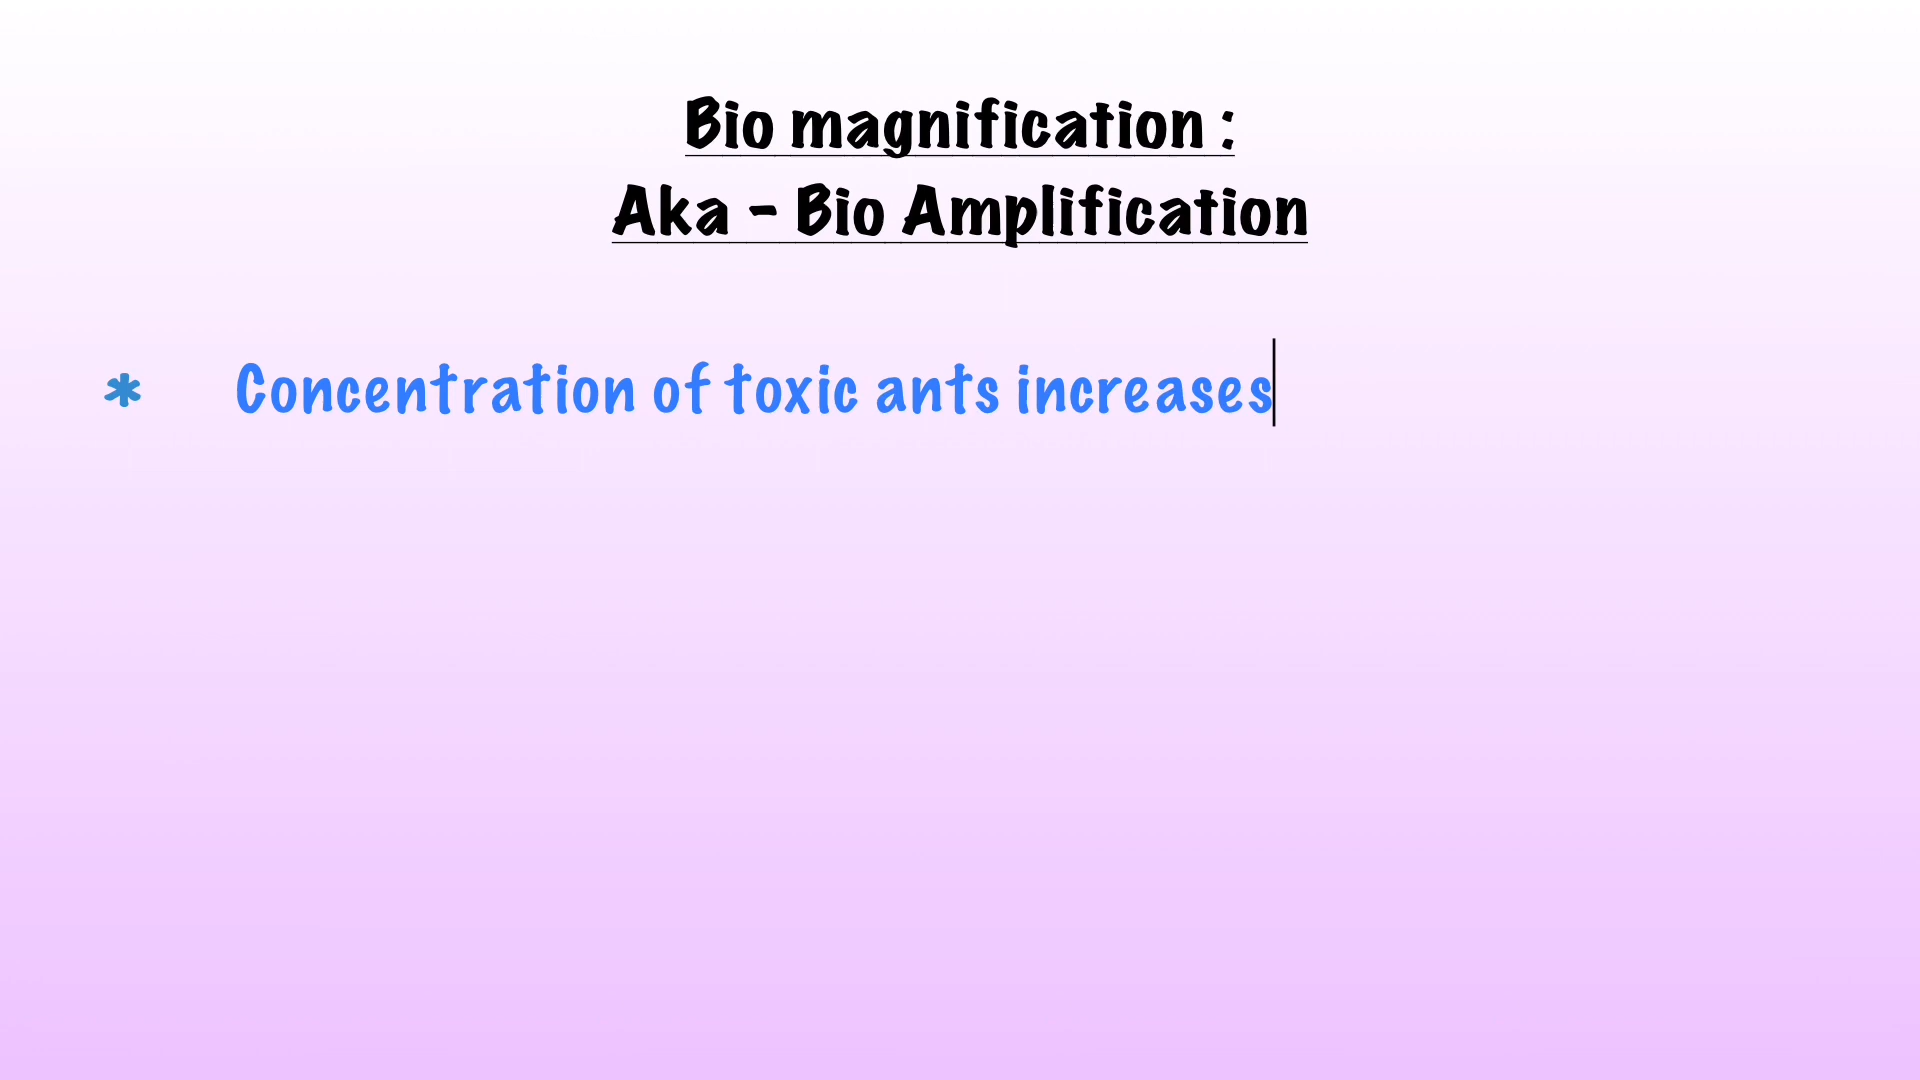 Bio magnification :
Aka - Bio Amplification
* Concentration of toxic ants increases